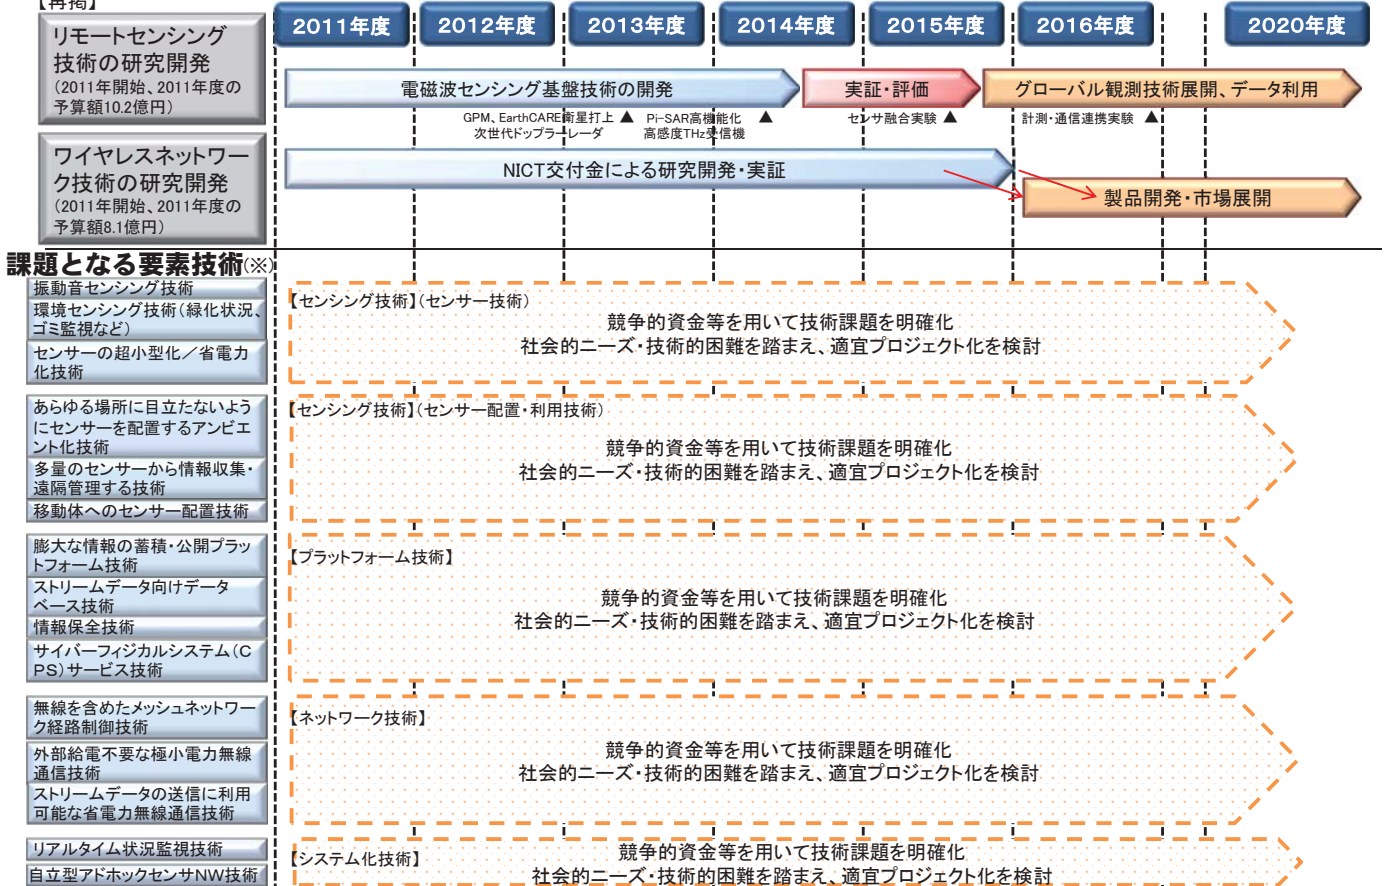 【再掲】
2011年度
2012年度
2013年度
2014年度
2015年度
2016年度
2020年度
リモートセンシング
技術の研究開発
(2011年開始、2011年度の
予算額10.2億円)
電磁波センシング基盤技術の開発
実証・評価
グローバル観測技術展開、データ利用
GPM、EarthCARE衛星打上 ▲
次世代ドップラーレーダ
Pi-SAR高機能化 ▲
高感度THz受信機
センサ融合実験 ▲
計測・通信連携実験 ▲
ワイヤレスネットワー
ク技術の研究開発
(2011年開始、2011年度の
予算額8.1億円)
NICT交付金による研究開発・実証
製品開発・市場展開
課題となる要素技術(※)
振動音センシング技術
環境センシング技術(緑化状況、
ゴミ監視など)
センサーの超小型化／省電力
化技術
【センシング技術】(センサー技術)
競争的資金等を用いて技術課題を明確化
社会的ニーズ・技術的困難を踏まえ、適宜プロジェクト化を検討
あらゆる場所に目立たないよう
にセンサーを配置するアンビエ
ント化技術
多量のセンサーから情報収集・
遠隔管理する技術
移動体へのセンサー配置技術
【センシング技術】(センサー配置・利用技術)
競争的資金等を用いて技術課題を明確化
社会的ニーズ・技術的困難を踏まえ、適宜プロジェクト化を検討
膨大な情報の蓄積・公開プラッ
トフォーム技術
ストリームデータ向けデータ
ベース技術
情報保全技術
サイバーフィジカルシステム(C
PS)サービス技術
【プラットフォーム技術】
競争的資金等を用いて技術課題を明確化
社会的ニーズ・技術的困難を踏まえ、適宜プロジェクト化を検討
無線を含めたメッシュネットワー
ク経路制御技術
外部給電不要な極小電力無線
通信技術
ストリームデータの送信に利用
可能な省電力無線通信技術
【ネットワーク技術】
競争的資金等を用いて技術課題を明確化
社会的ニーズ・技術的困難を踏まえ、適宜プロジェクト化を検討
リアルタイム状況監視技術
自立型アドホックセンサNW技術
【システム化技術】
競争的資金等を用いて技術課題を明確化
社会的ニーズ・技術的困難を踏まえ、適宜プロジェクト化を検討